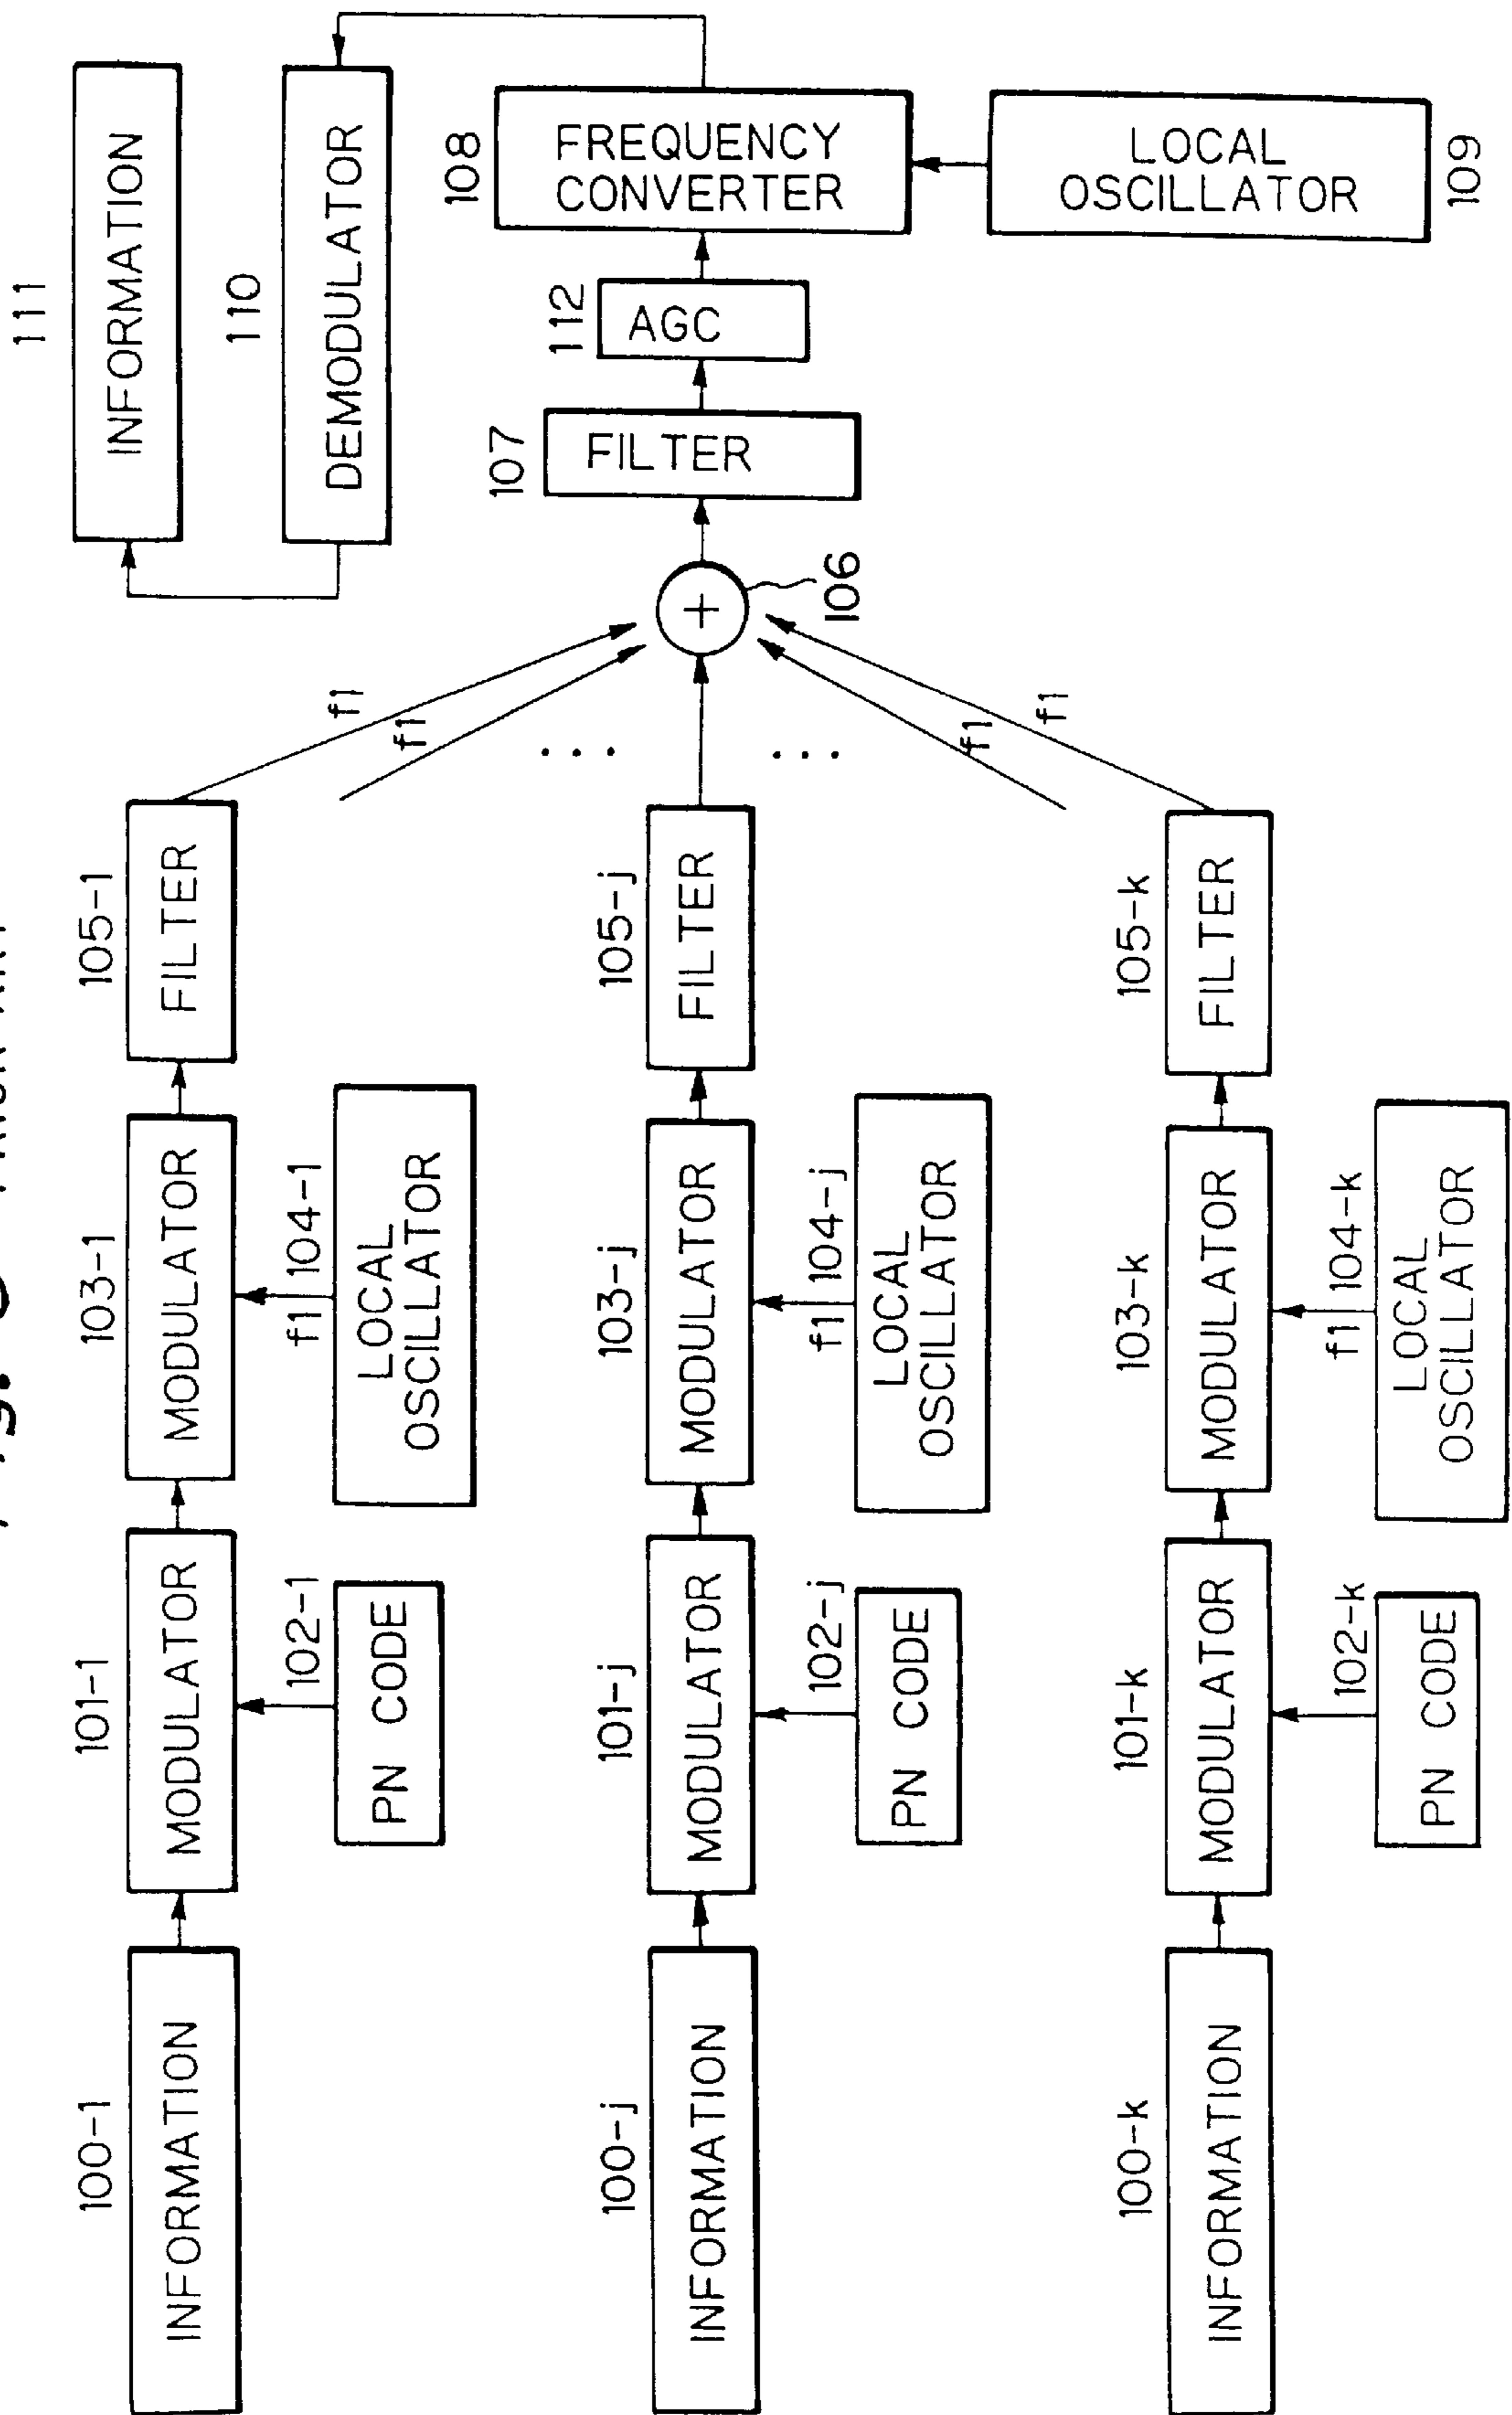 PRIOR ART
100-1
INFORMATION
101-1
MODULATOR
102-1
PN CODE
103-1
MODULATOR
f1
104-1
LOCAL
OSCILLATOR
105-1
FILTER
f1
f1
. . .
100-j
INFORMATION
101-j
MODULATOR
102-j
PN CODE
103-j
MODULATOR
f1
104-j
LOCAL
OSCILLATOR
105-j
FILTER
. . .
100-k
INFORMATION
101-k
MODULATOR
102-k
PN CODE
103-k
MODULATOR
f1
104-k
LOCAL
OSCILLATOR
105-k
FILTER
f1
f1
+
106
107
FILTER
112
AGC
108
FREQUENCY
CONVERTER
LOCAL
OSCILLATOR
109
110
DEMODULATOR
111
INFORMATION